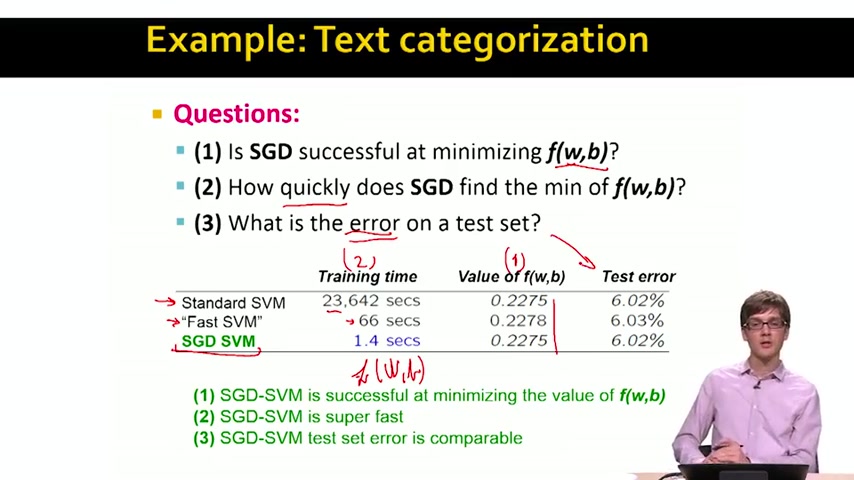 Example: Text categorization
Questions:
(1) Is SGD successful at minimizing f(w,b)?
(2) How quickly does SGD find the min of f(w,b)?
(3) What is the error on a test set?
(2) (1)
Training time Value of f(w,b) Test error
Standard SVM 23,642 secs 0.2275 6.02%
"Fast SVM" 66 secs 0.2278 6.03%
SGD SVM 1.4 secs 0.2275 6.02%
f(w,b)
(1) SGD-SVM is successful at minimizing the value of f(w,b)
(2) SGD-SVM is super fast
(3) SGD-SVM test set error is comparable